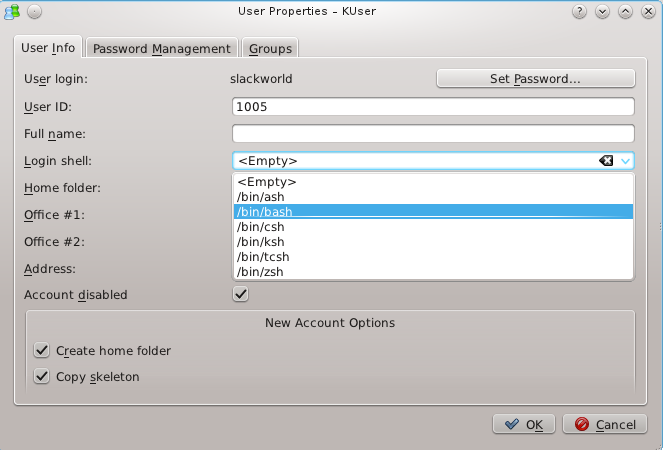 User Properties – KUser
User Info Password Management Groups
User login: slackworld Set Password...
User ID: 1005
Full name:
Login shell: <Empty>
Home folder: <Empty>
/bin/ash
Office #1: /bin/bash
/bin/csh
Office #2: /bin/ksh
/bin/tcsh
Address: /bin/zsh
Account disabled
New Account Options
Create home folder
Copy skeleton
OK Cancel